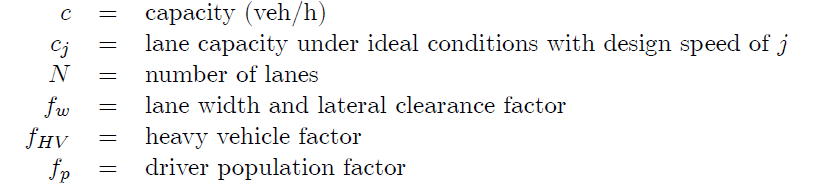 c = capacity (veh/h)
c_j = lane capacity under ideal conditions with design speed of j
N = number of lanes
f_w = lane width and lateral clearance factor
f_HV = heavy vehicle factor
f_p = driver population factor